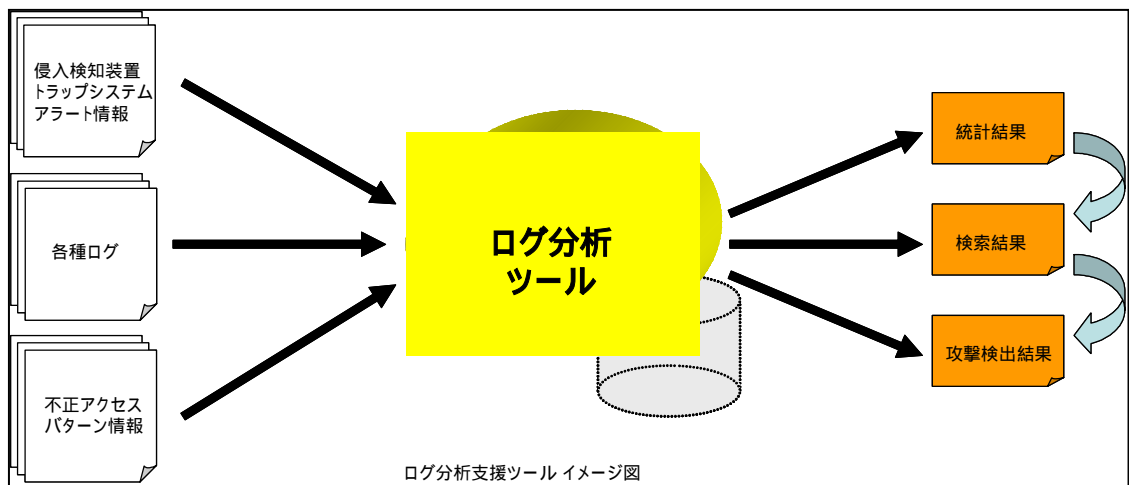 侵入検知装置
トラップシステム
アラート情報
各種ログ
不正アクセス
パターン情報
ログ分析
ツール
統計結果
検索結果
攻撃検出結果
ログ分析支援ツール イメージ図